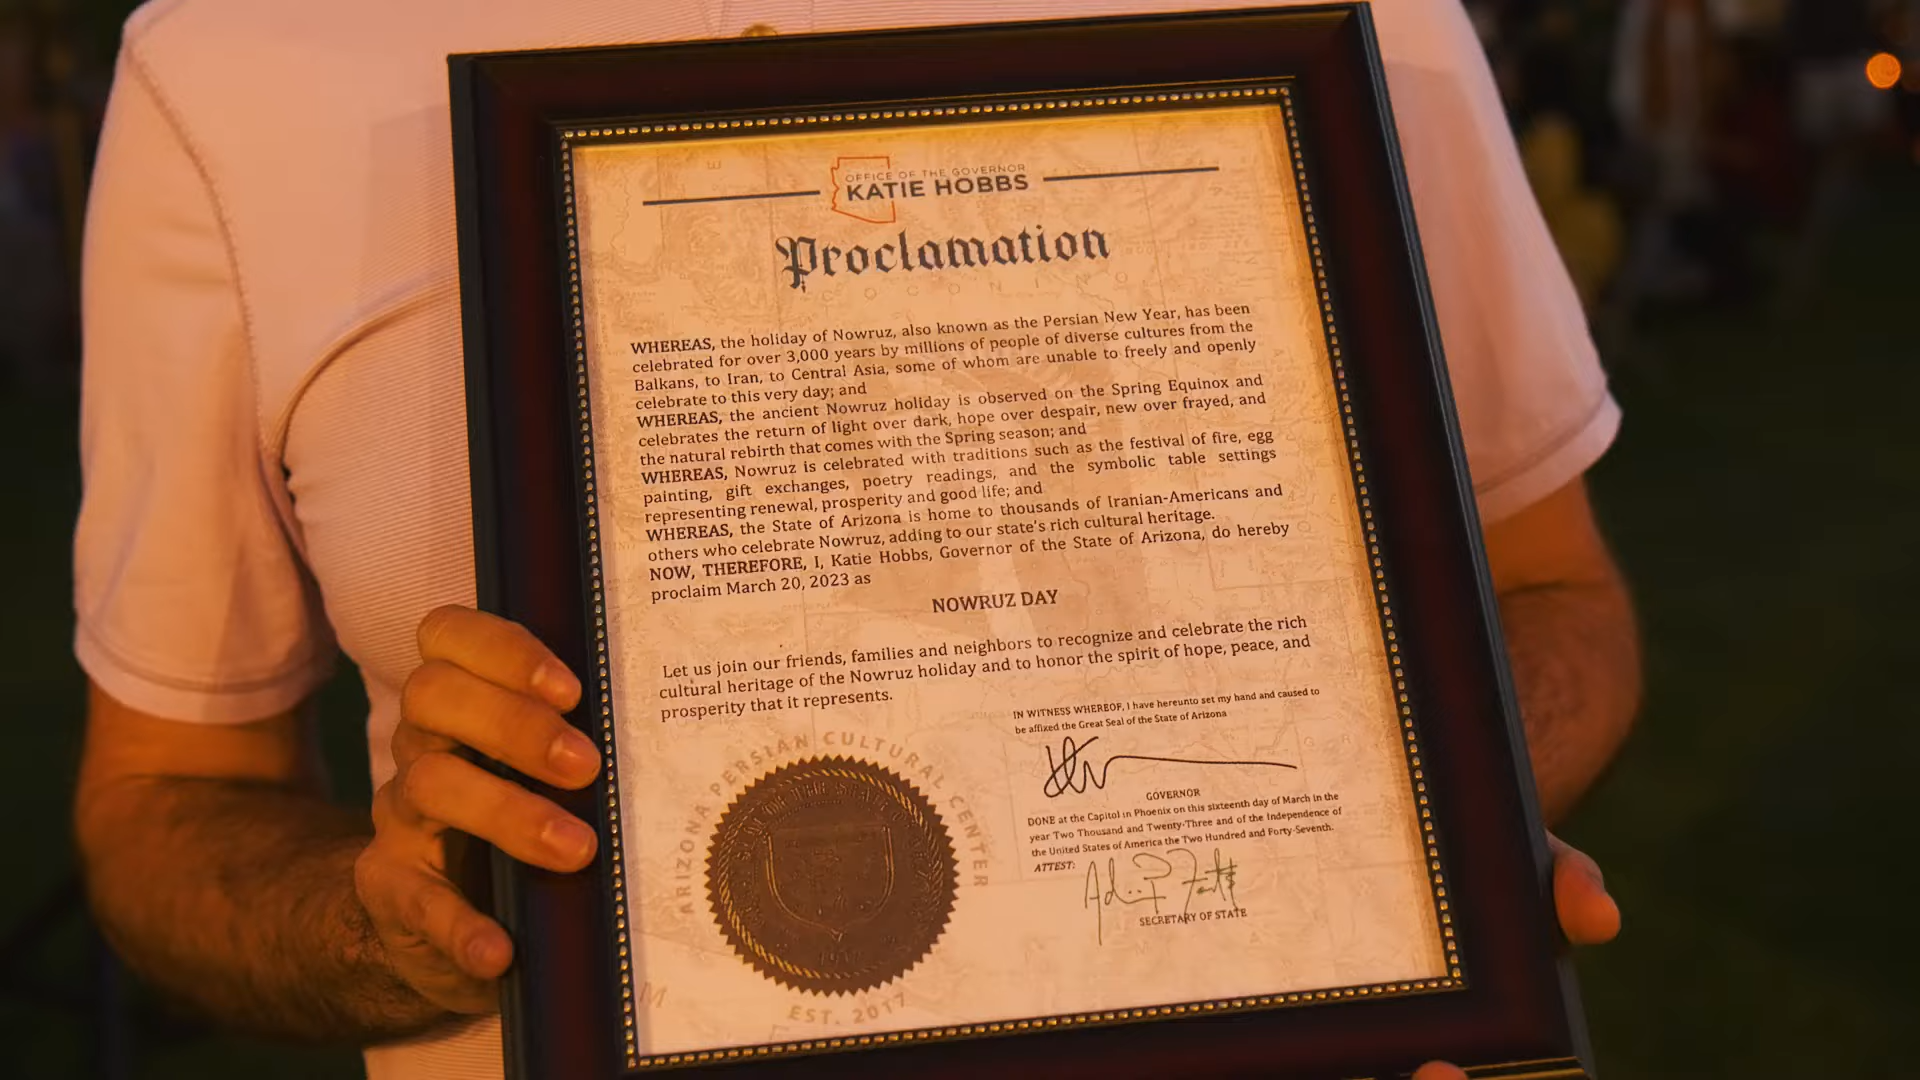 OFFICE OF THE GOVERNOR
KATIE HOBBS
Proclamation
COCONINO
WHEREAS, the holiday of Nowruz, also known as the Persian New Year, has been
celebrated for over 3,000 years by millions of people of diverse cultures from the
Balkans, to Iran, to Central Asia, some of whom are unable to freely and openly
celebrate to this very day; and
WHEREAS, the ancient Nowruz holiday is observed on the Spring Equinox and
celebrates the return of light over dark, hope over despair, new over frayed, and
the natural rebirth that comes with the Spring season; and
WHEREAS, Nowruz is celebrated with traditions such as the festival of fire, egg
painting, gift exchanges, poetry readings, and the symbolic table settings
representing renewal, prosperity and good life; and
WHEREAS, the State of Arizona is home to thousands of Iranian-Americans and
others who celebrate Nowruz, adding to our state's rich cultural heritage.
NOW, THEREFORE, I, Katie Hobbs, Governor of the State of Arizona, do hereby
proclaim March 20, 2023 as
NOWRUZ DAY
Let us join our friends, families and neighbors to recognize and celebrate the rich
cultural heritage of the Nowruz holiday and to honor the spirit of hope, peace, and
prosperity that it represents.
IN WITNESS WHEREOF, I have hereunto set my hand and caused to
be affixed the Great Seal of the State of Arizona
GOVERNOR
DONE at the Capitol in Phoenix on this sixteenth day of March in the
year Two Thousand and Twenty-Three and of the Independence of
the United States of America the Two Hundred and Forty-Seventh.
ATTEST:
SECRETARY OF STATE
ARIZONA PERSIAN CULTURAL CENTER
EST. 2017